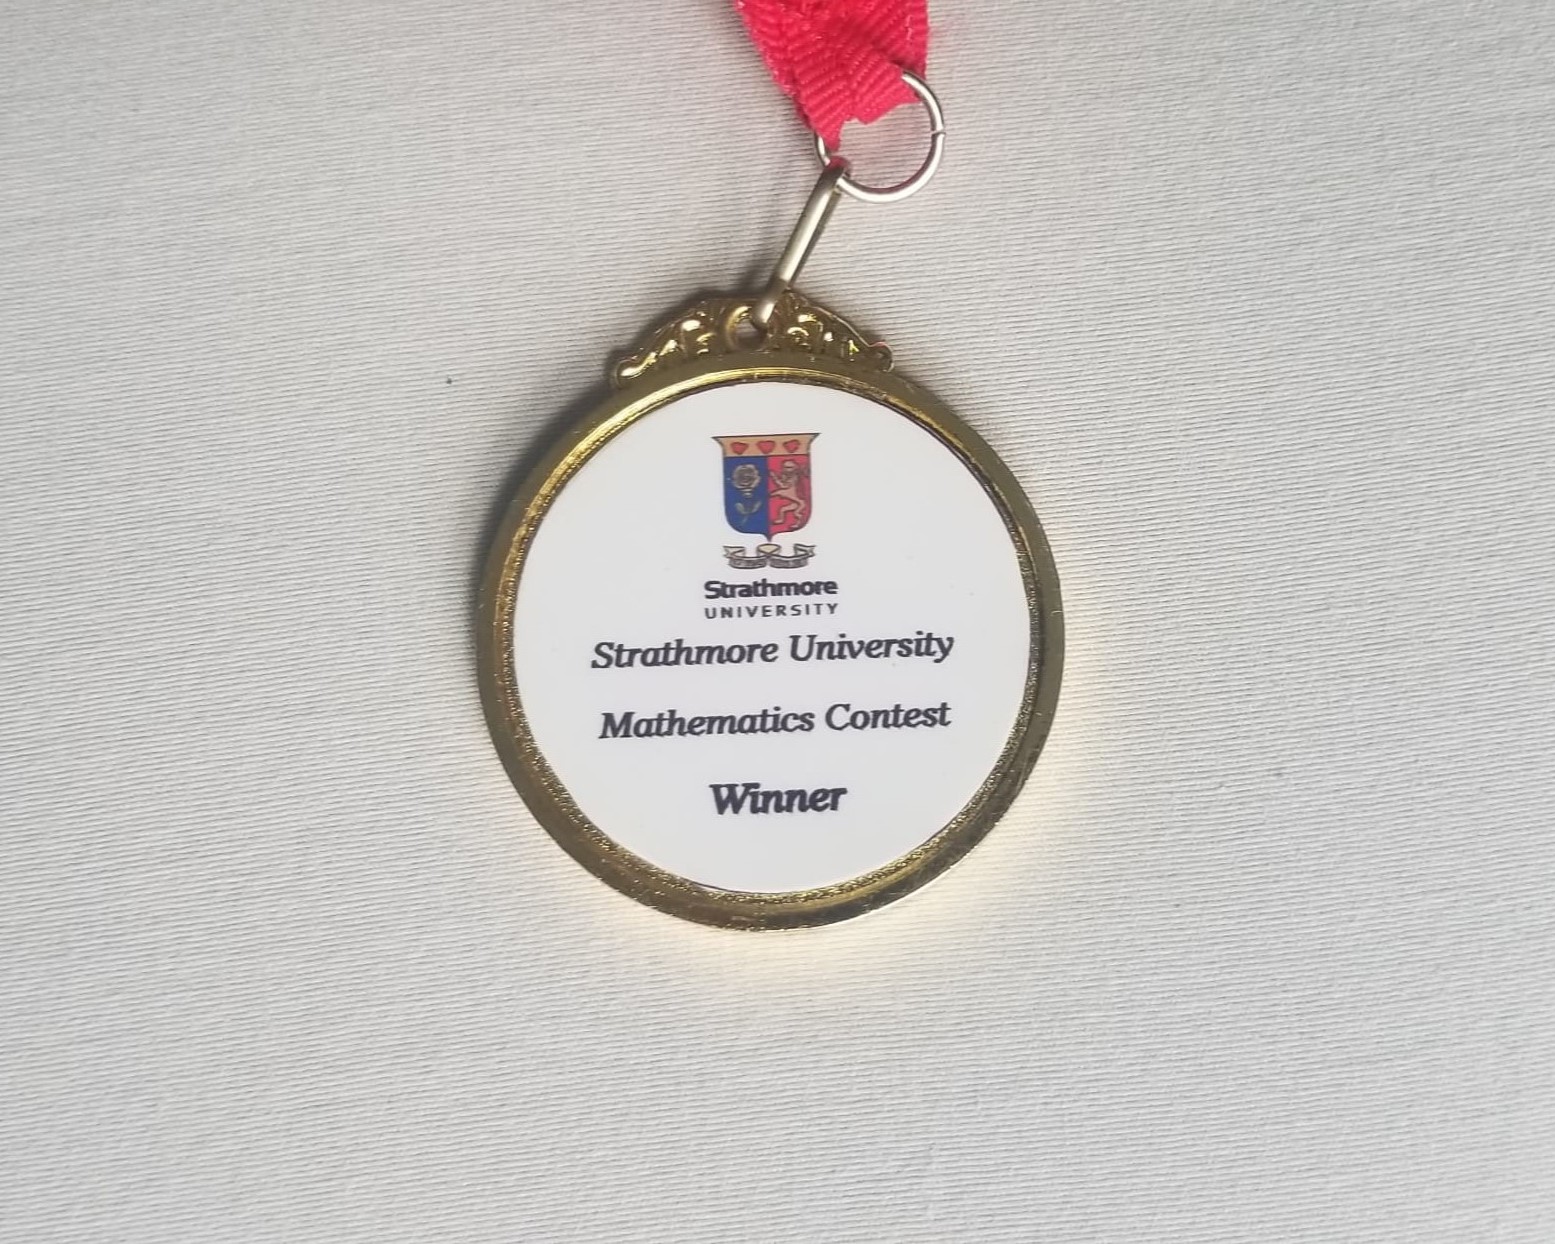 Strathmore
UNIVERSITY
Strathmore University
Mathematics Contest
Winner